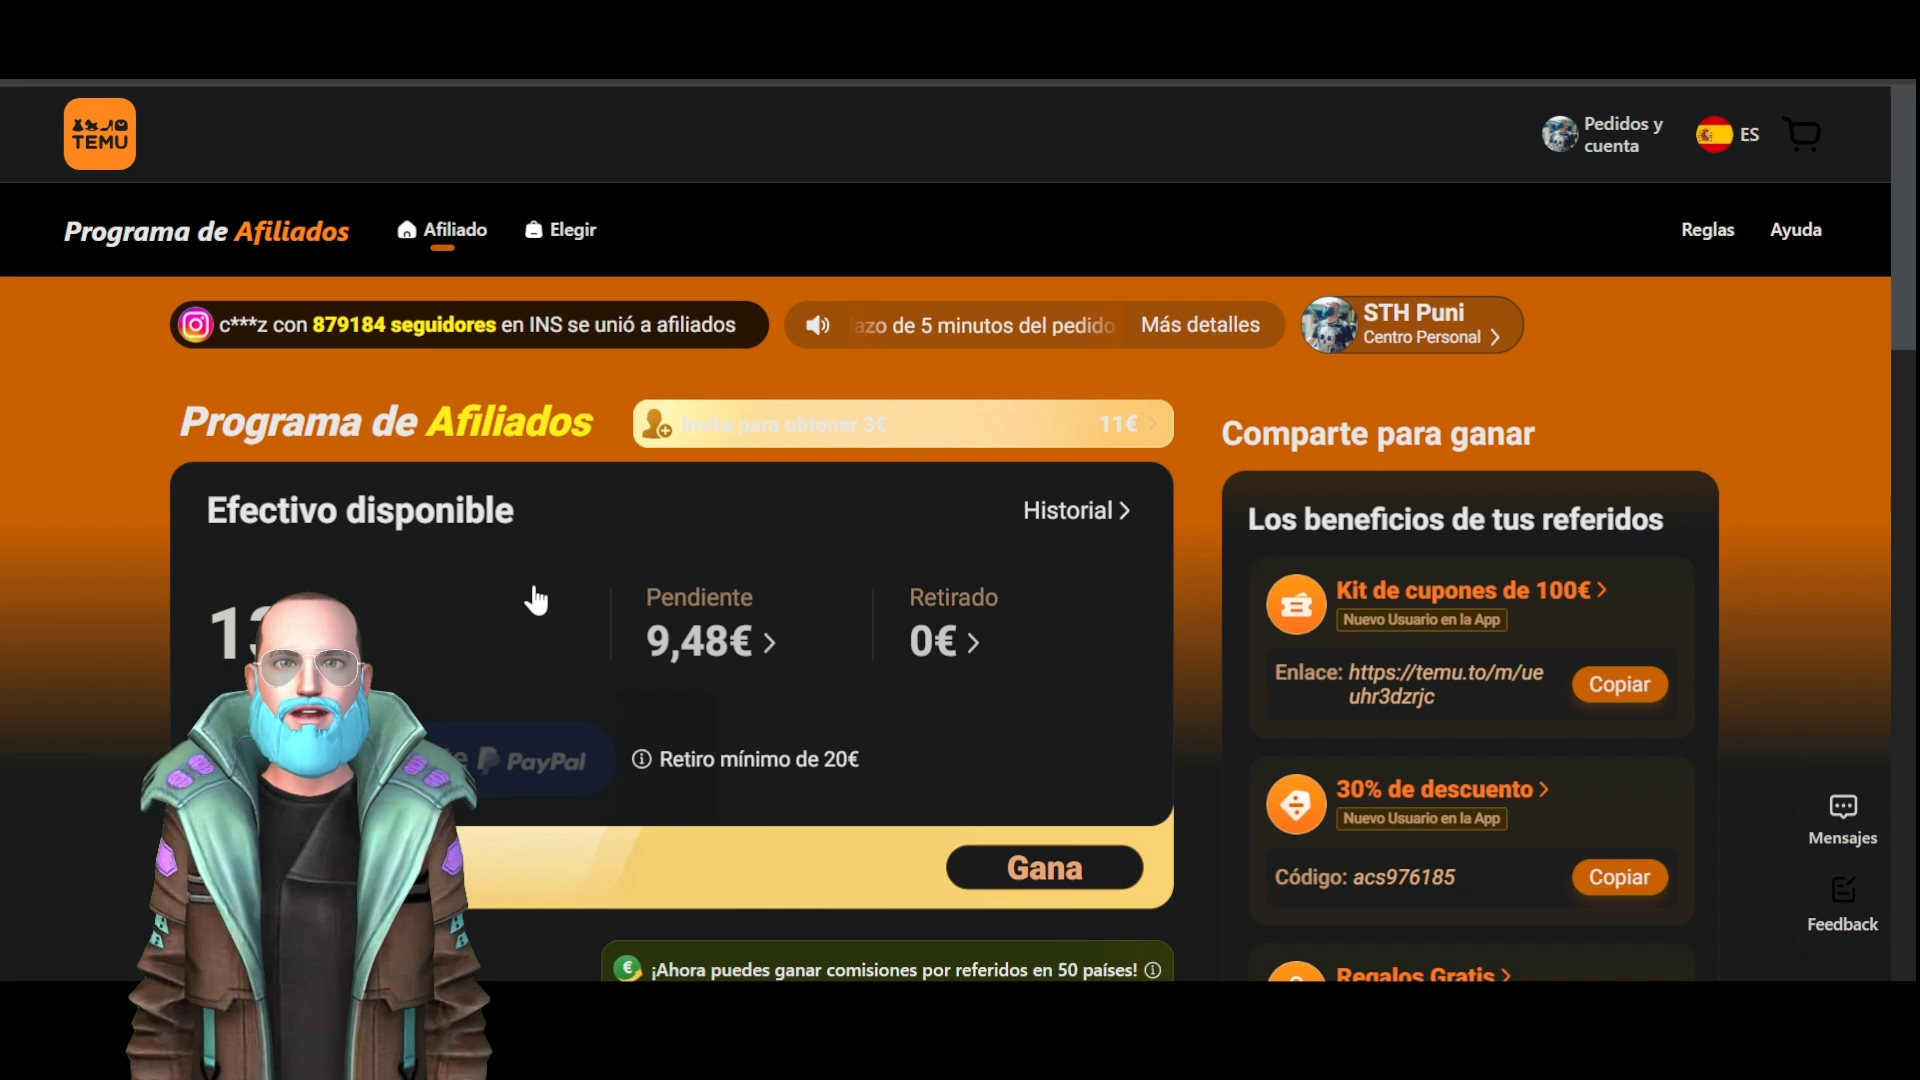 TEMU
Pedidos y
cuenta
ES
Programa de Afiliados
Afiliado
Elegir
Reglas
Ayuda
c***z con 879184 seguidores en INS se unió a afiliados
azo de 5 minutos del pedido
Más detalles
STH Puni
Centro Personal
Programa de Afiliados
Invita para obtener 3€
11€
Comparte para ganar
Efectivo disponible
Historial
Los beneficios de tus referidos
Kit de cupones de 100€
Nuevo Usuario en la App
Pendiente
Retirado
9,48€
0€
Enlace: https://temu.to/m/ue
uhr3dzrjc
Copiar
PayPal
Retiro mínimo de 20€
30% de descuento
Nuevo Usuario en la App
Mensajes
Gana
Código: acs976185
Copiar
Feedback
¡Ahora puedes ganar comisiones por referidos en 50 países!
Regalos Gratis